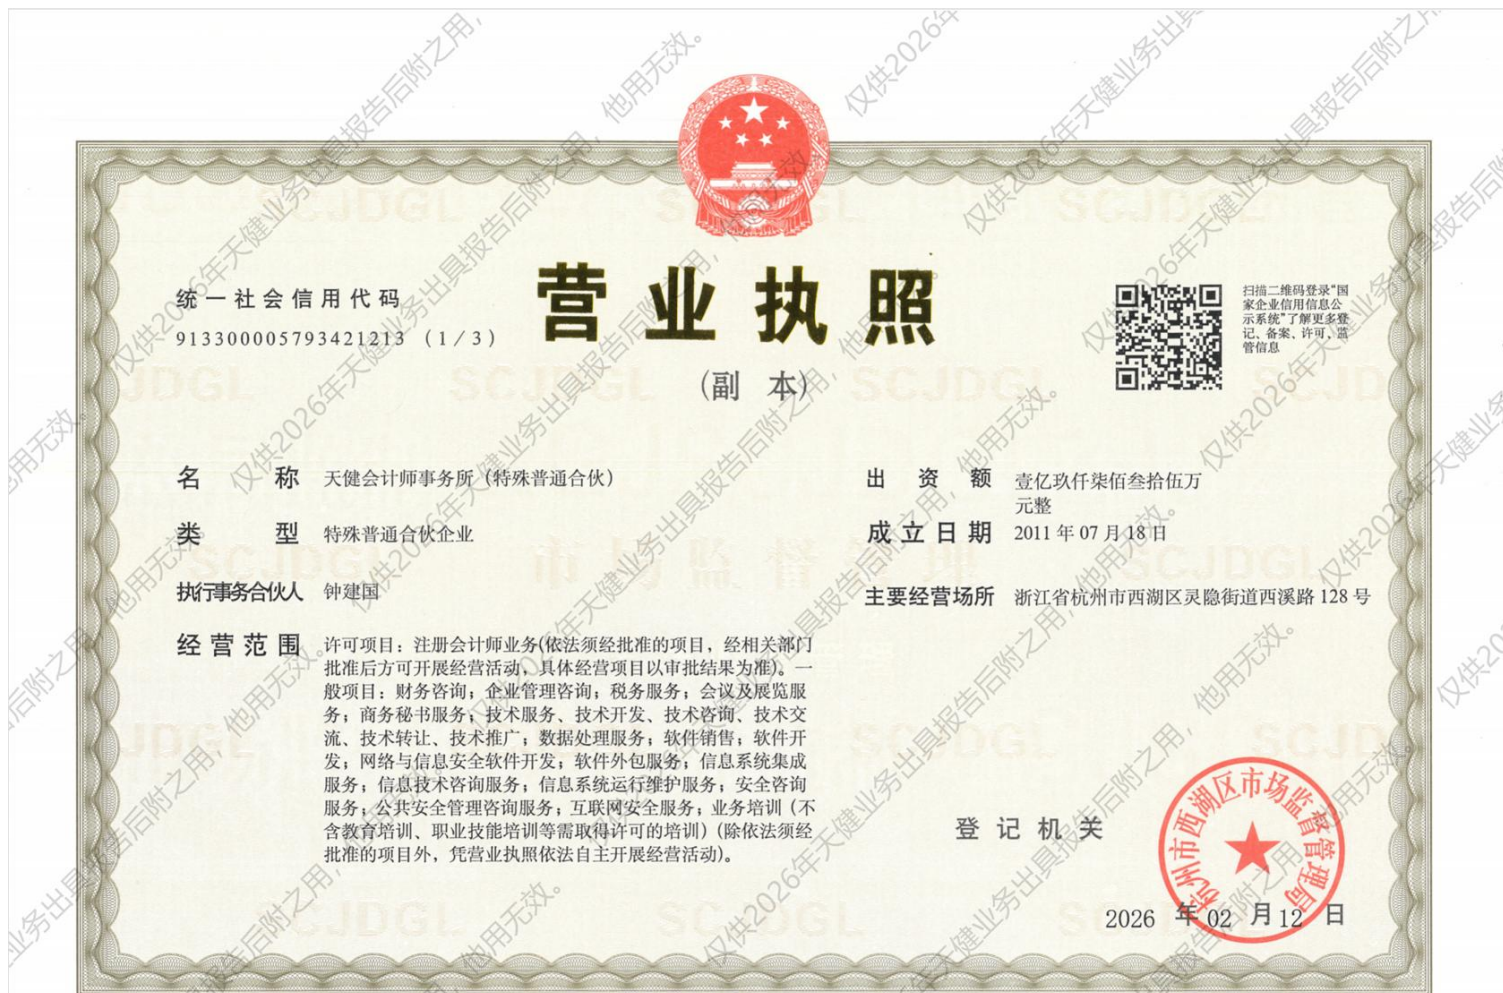 营业执照
(副 本)
统一社会信用代码
913300005793421213 (1/3)
扫描二维码登录“国
家企业信用信息公
示系统”了解更多登
记、备案、许可、监
管信息
名 称 天健会计师事务所（特殊普通合伙）
类 型 特殊普通合伙企业
执行事务合伙人 钟建国
经营范围 许可项目：注册会计师业务(依法须经批准的项目，经相关部门
批准后方可开展经营活动，具体经营项目以审批结果为准)。一
般项目：财务咨询；企业管理咨询；税务服务；会议及展览服
务；商务秘书服务；技术服务、技术开发、技术咨询、技术交
流、技术转让、技术推广；数据处理服务；软件销售；软件开
发；网络与信息安全软件开发；软件外包服务；信息系统集成
服务；信息技术咨询服务；信息系统运行维护服务；安全咨询
服务；公共安全管理咨询服务；互联网安全服务；业务培训（不
含教育培训、职业技能培训等需取得许可的培训）(除依法须经
批准的项目外，凭营业执照依法自主开展经营活动)。
出 资 额 壹亿玖仟柒佰叁拾伍万
元整
成立日期 2011年07月18日
主要经营场所 浙江省杭州市西湖区灵隐街道西溪路128号
登记机关
杭州市西湖区市场监督管理局
2026 年 02 月 12 日
仅供2026年天健业务出具报告后附之用，他用无效。
SCJDGL
市场监督管理